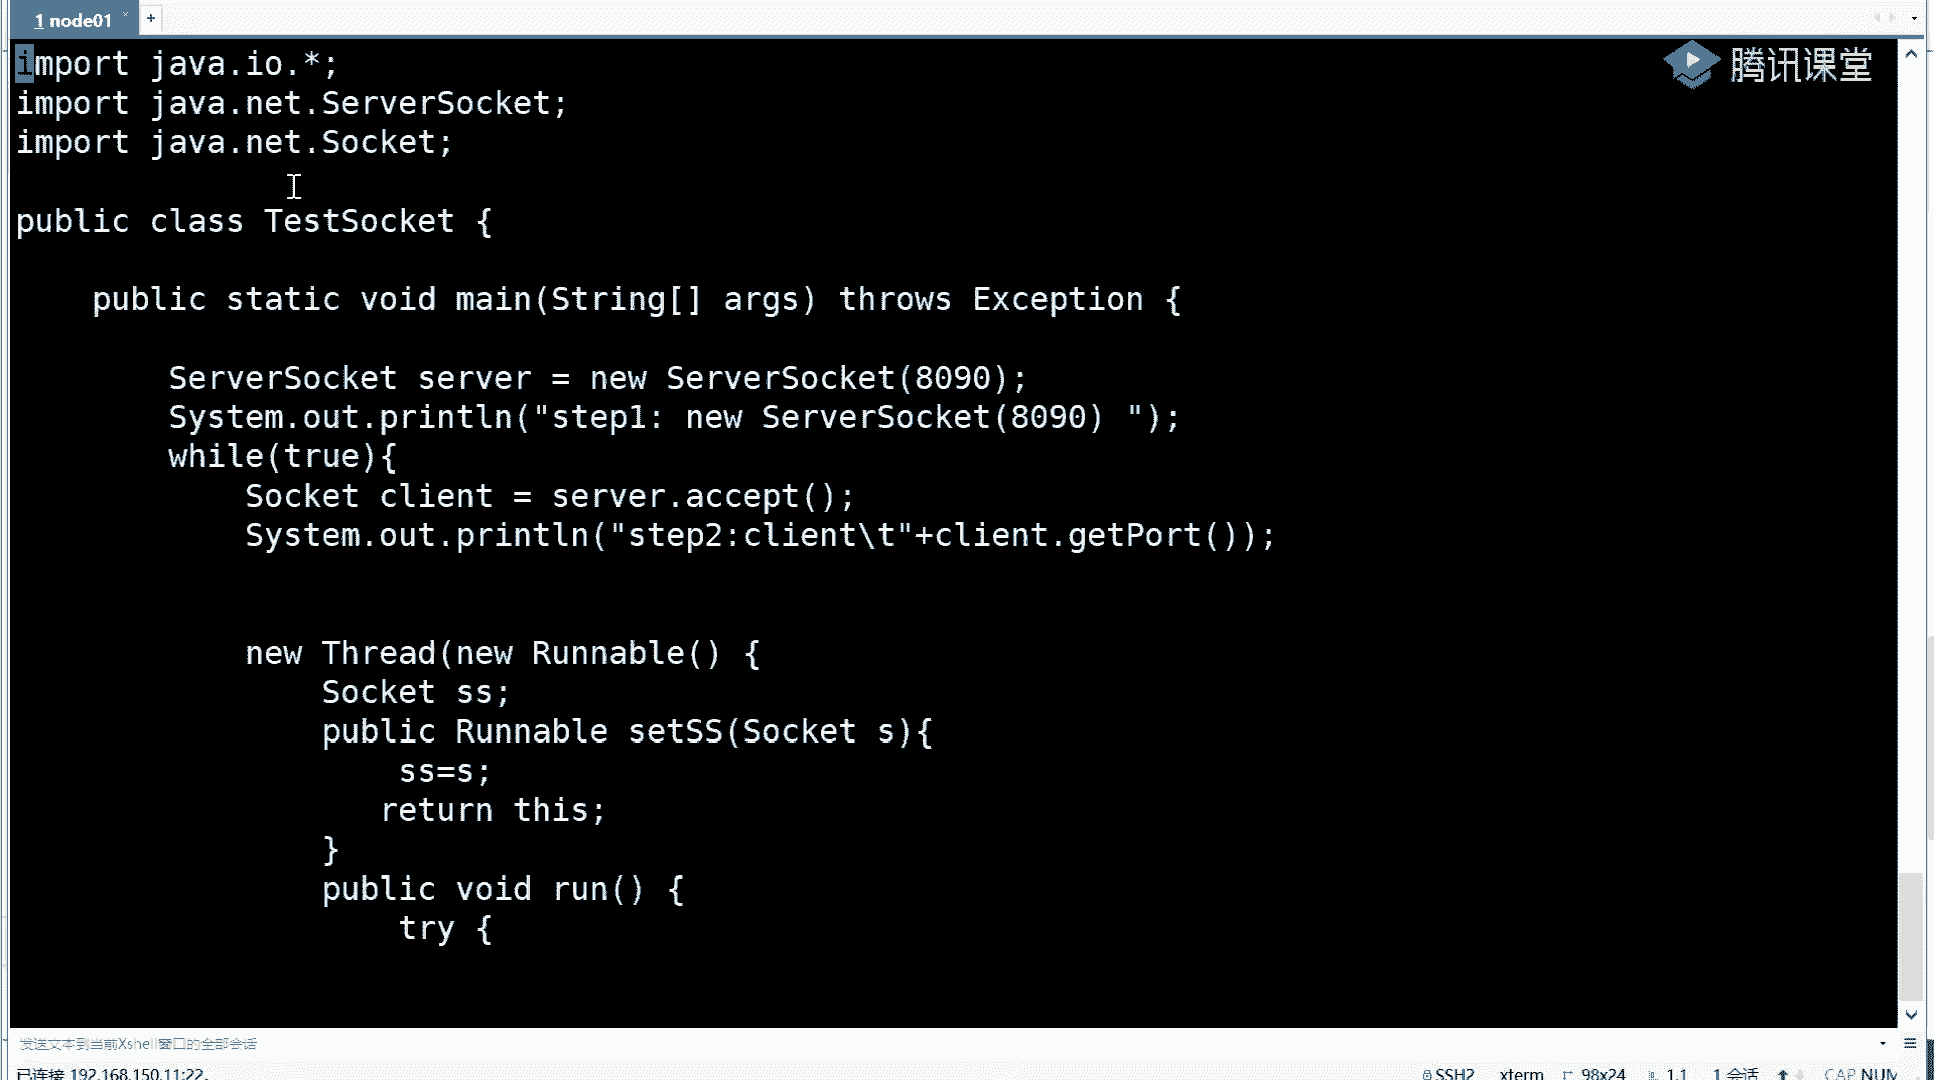 1 node01 +
腾讯课堂
import java.io.*;
import java.net.ServerSocket;
import java.net.Socket;
public class TestSocket {
public static void main(String[] args) throws Exception {
ServerSocket server = new ServerSocket(8090);
System.out.println("step1: new ServerSocket(8090) ");
while(true){
Socket client = server.accept();
System.out.println("step2:client\t"+client.getPort());
new Thread(new Runnable() {
Socket ss;
public Runnable setSS(Socket s){
ss=s;
return this;
}
public void run() {
try {
发送文本到当前Xshell窗口的全部会话
已连接 192.168.150.11:22。 SSH2 xterm 98x24 1,1 1 会话 CAP NUM